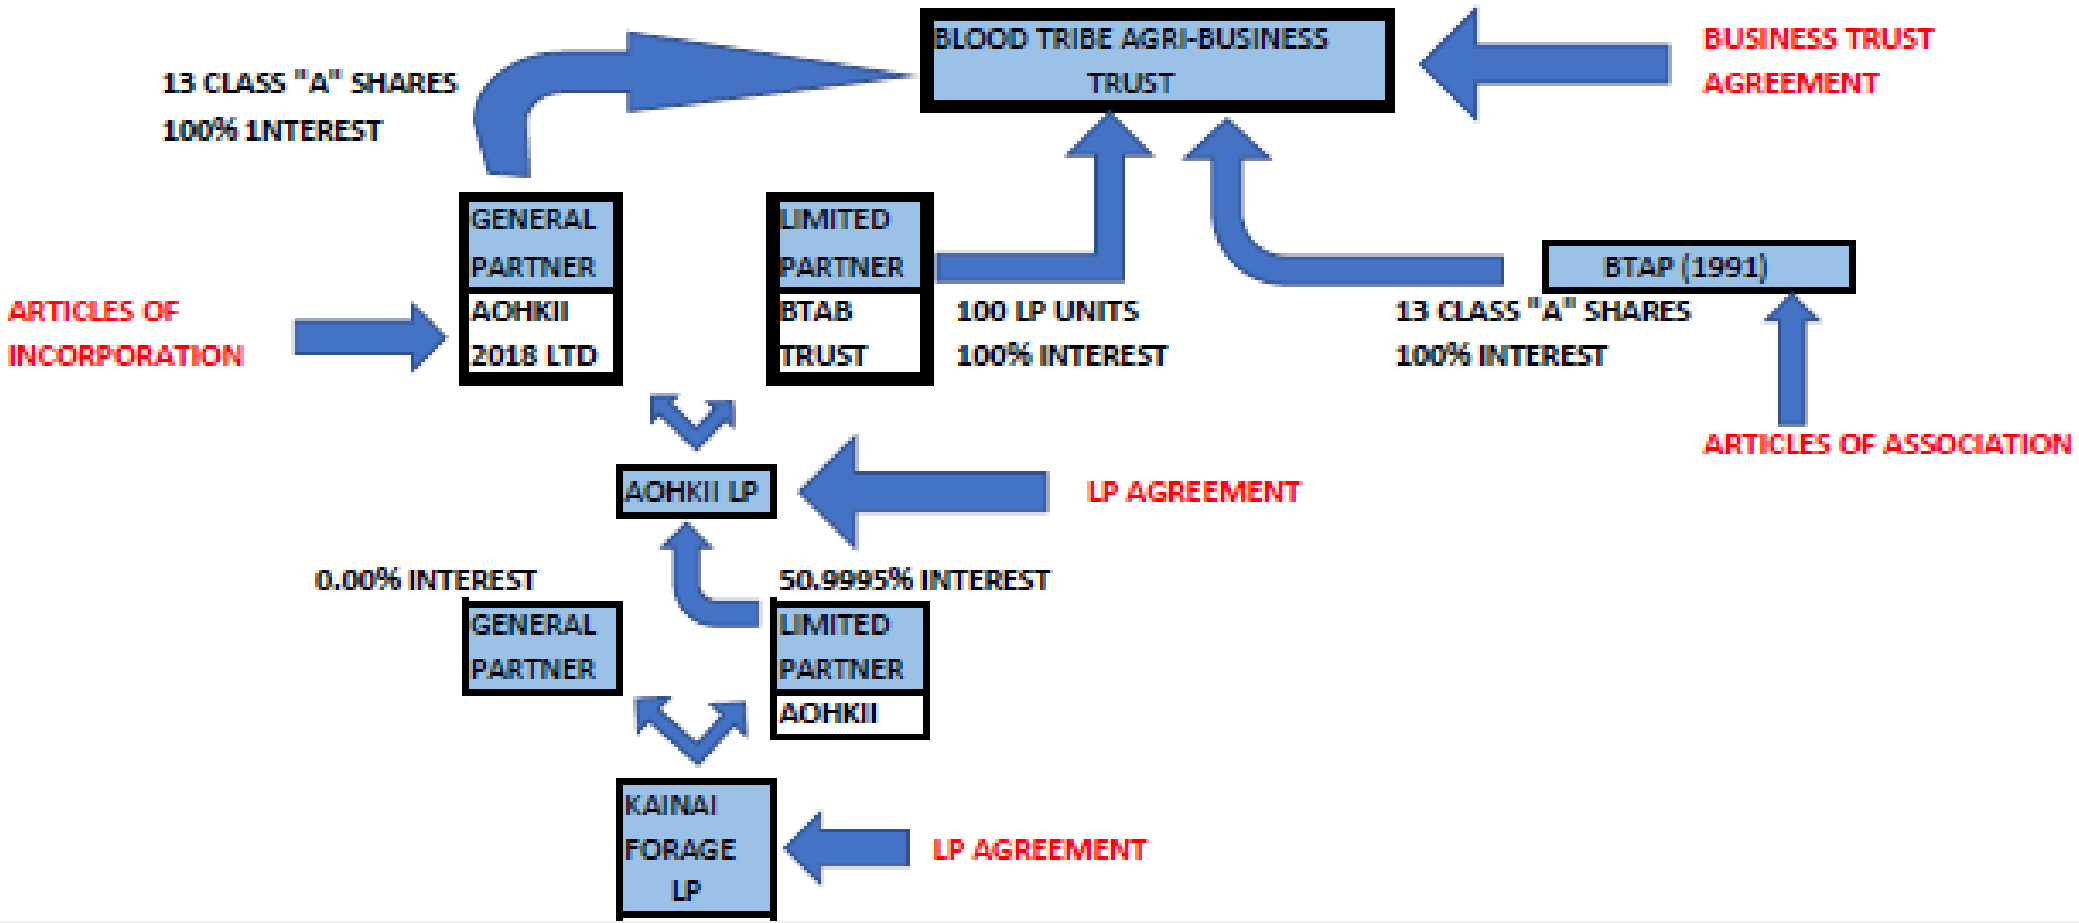 BLOOD TRIBE AGRI-BUSINESS
TRUST
BUSINESS TRUST
AGREEMENT
13 CLASS "A" SHARES
100% 1NTEREST
GENERAL
PARTNER
AOHKII
2018 LTD
LIMITED
PARTNER
BTAB
TRUST
100 LP UNITS
100% INTEREST
BTAP (1991)
13 CLASS "A" SHARES
100% INTEREST
ARTICLES OF
INCORPORATION
ARTICLES OF ASSOCIATION
AOHKII LP
LP AGREEMENT
0.00% INTEREST
50.9995% INTEREST
GENERAL
PARTNER
LIMITED
PARTNER
AOHKII
KAINAI
FORAGE
LP
LP AGREEMENT